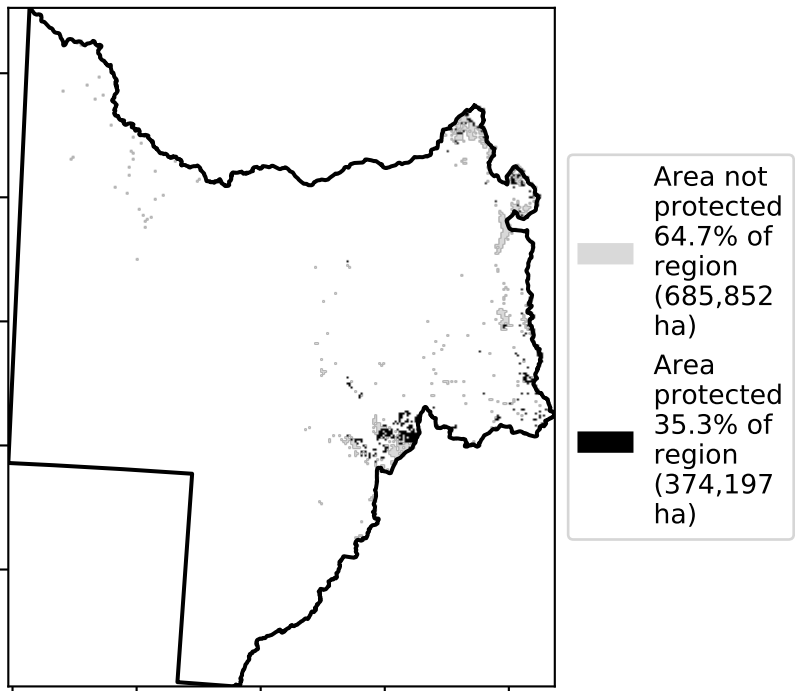 Area not
protected
64.7% of
region
(685,852
ha)
Area
protected
35.3% of
region
(374,197
ha)